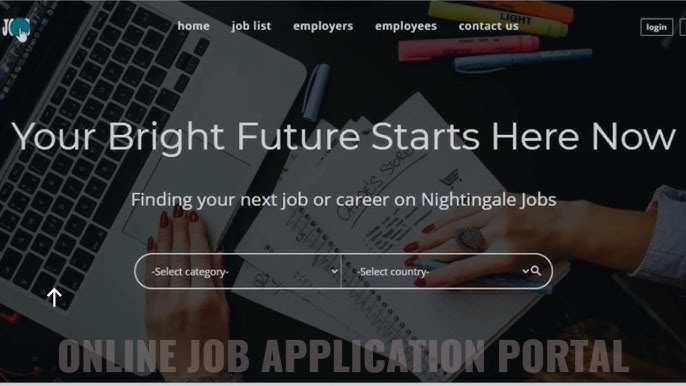 home job list employers employees contact us login
LIGHT
Your Bright Future Starts Here Now
Finding your next job or career on Nightingale Jobs
-Select category- -Select country-
ONLINE JOB APPLICATION PORTAL